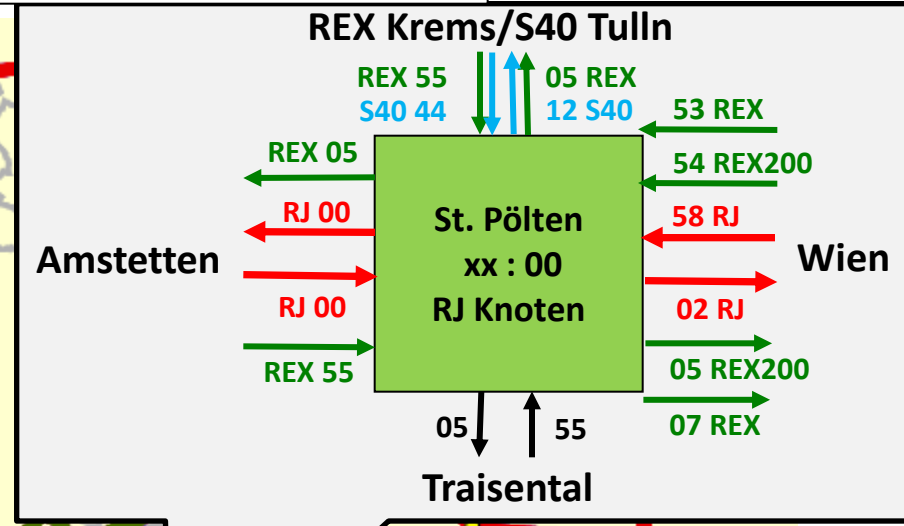 REX Krems/S40 Tulln
REX 55
05 REX
S40 44
12 S40
53 REX
REX 05
54 REX200
RJ 00
58 RJ
St. Pölten
xx : 00
RJ Knoten
Amstetten
Wien
RJ 00
02 RJ
REX 55
05 REX200
07 REX
05
55
Traisental